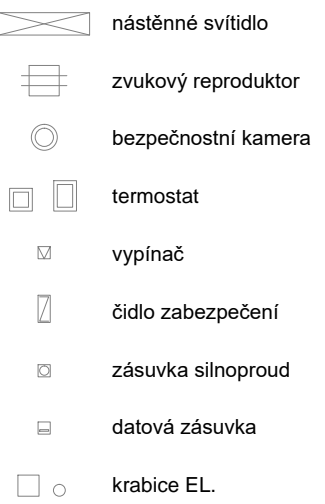 nástěnné svítidlo
zvukový reproduktor
bezpečnostní kamera
termostat
vypínač
čidlo zabezpečení
zásuvka silnoproud
datová zásuvka
krabice EL.